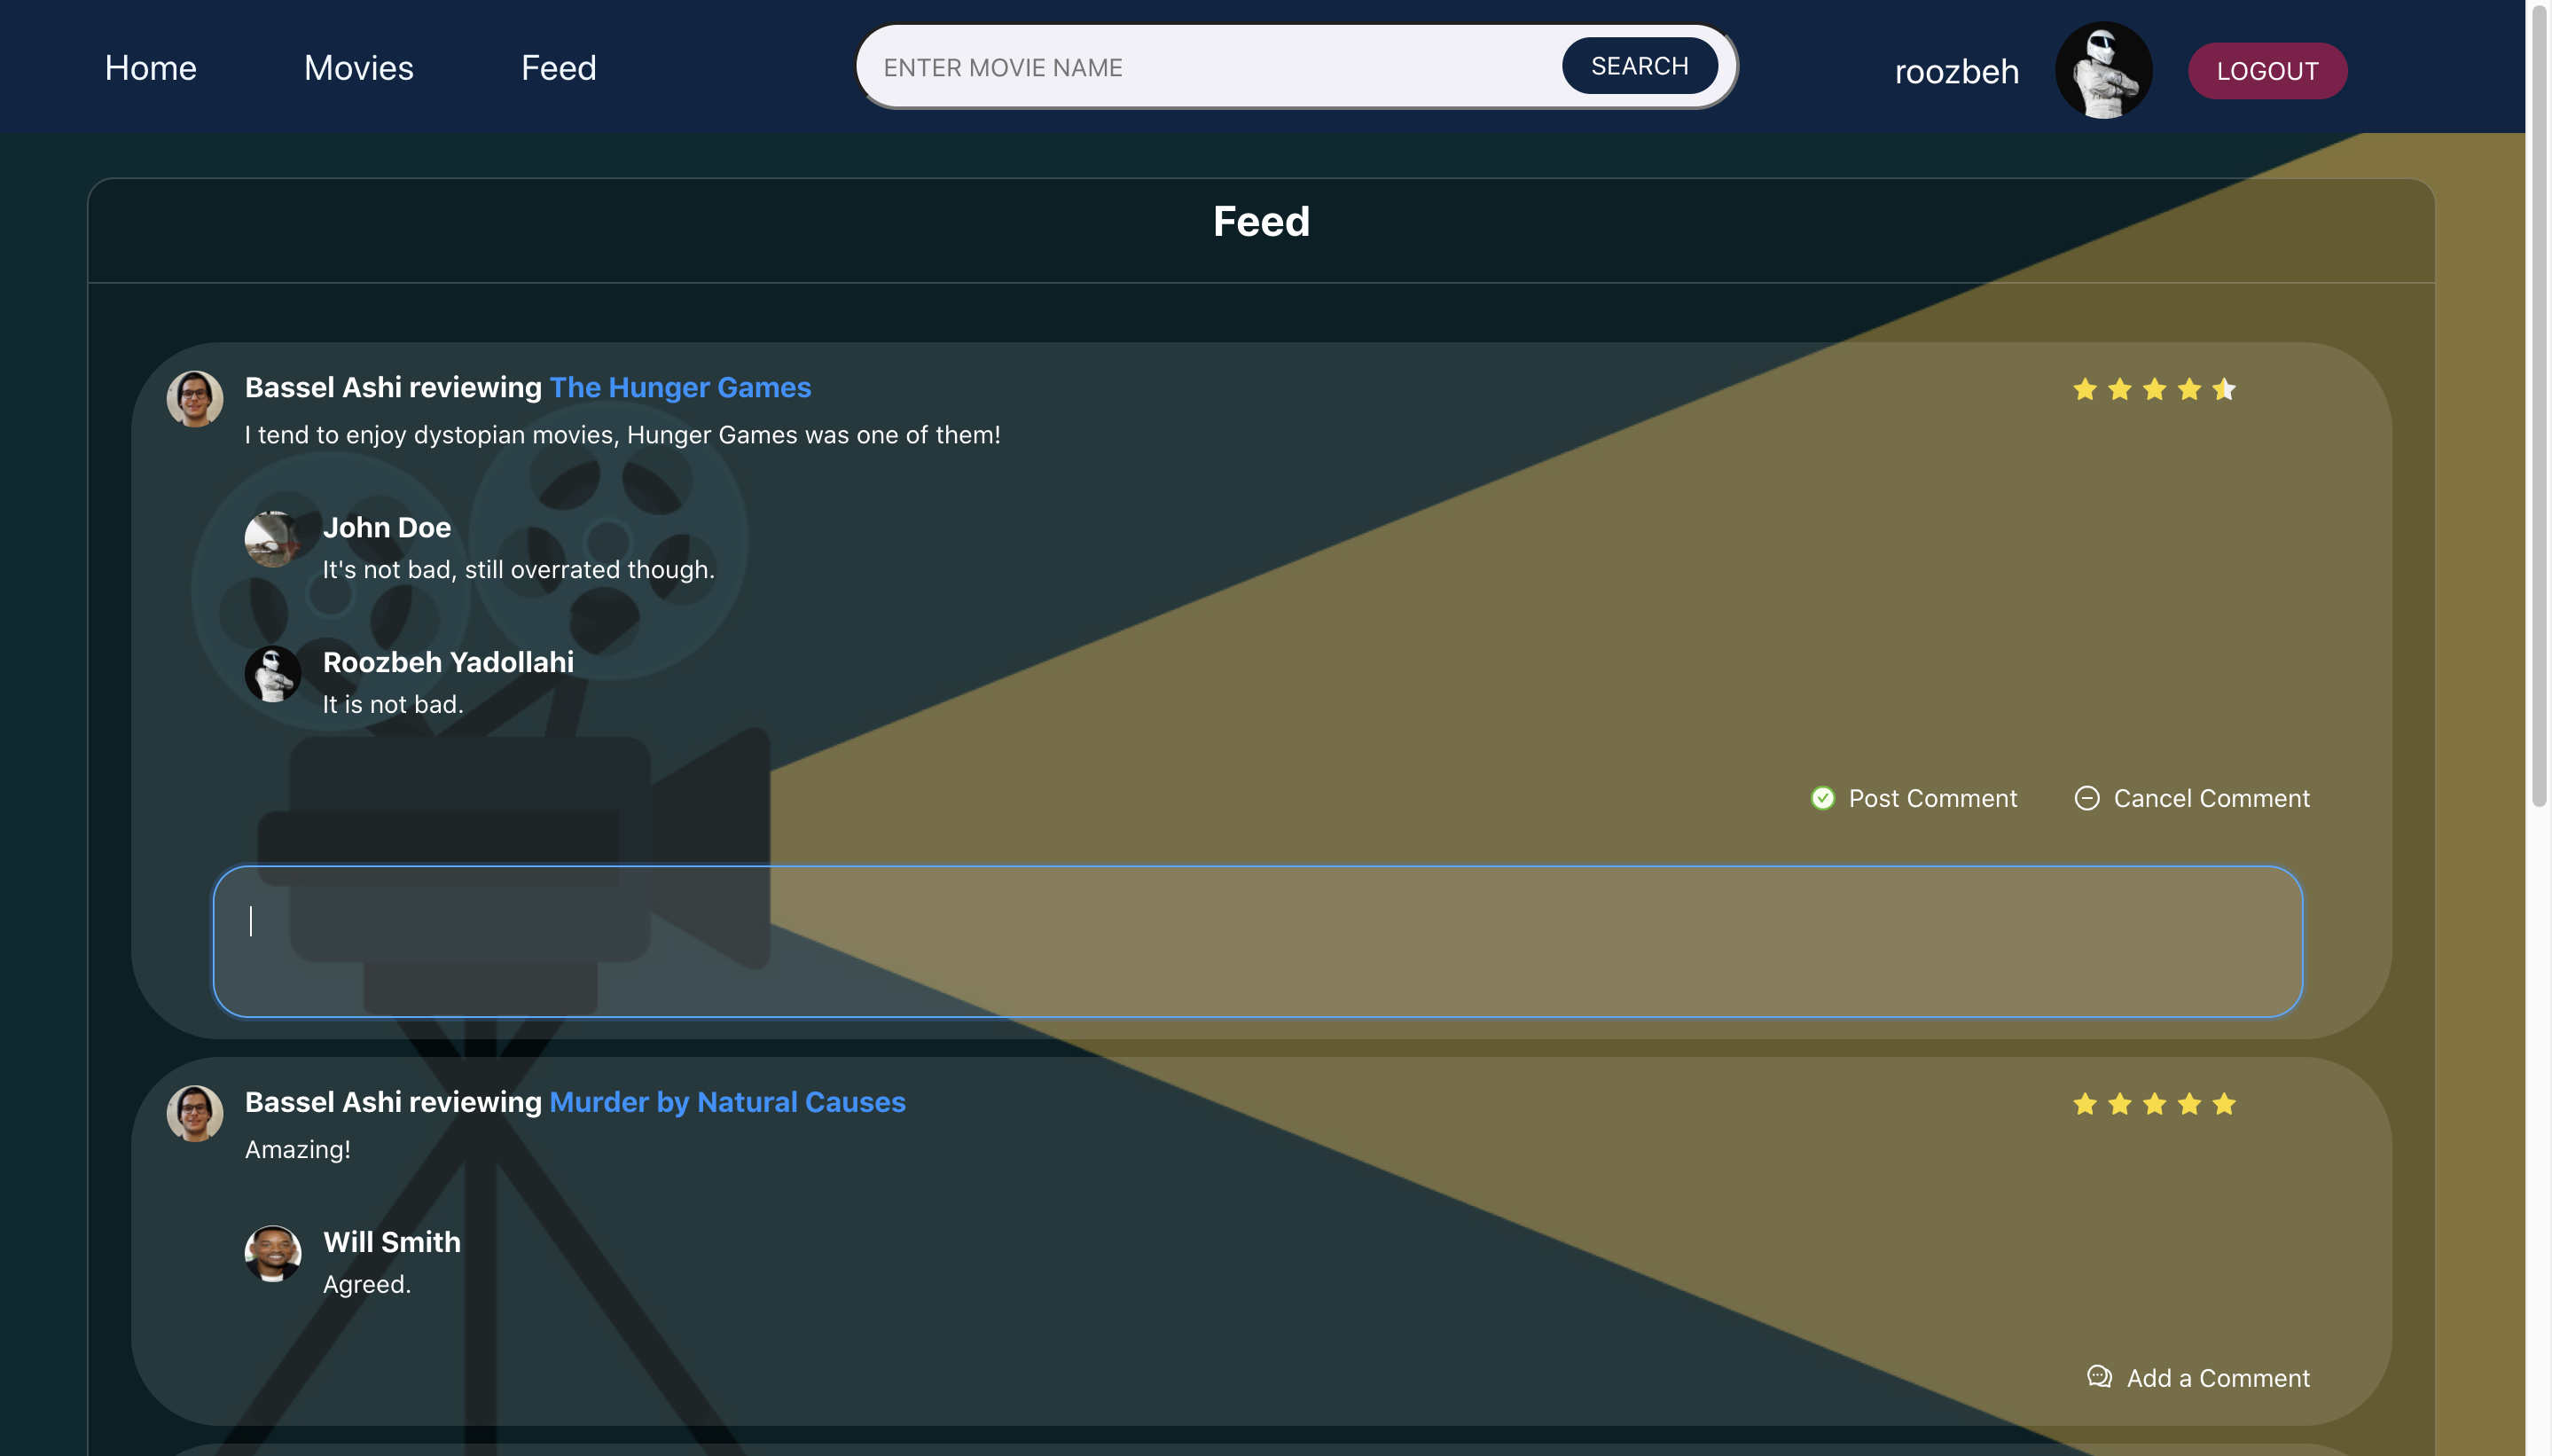 Home Movies Feed ENTER MOVIE NAME SEARCH roozbeh LOGOUT
Feed
Bassel Ashi reviewing The Hunger Games
I tend to enjoy dystopian movies, Hunger Games was one of them!
John Doe
It's not bad, still overrated though.
Roozbeh Yadollahi
It is not bad.
Post Comment Cancel Comment
Bassel Ashi reviewing Murder by Natural Causes
Amazing!
Will Smith
Agreed.
Add a Comment